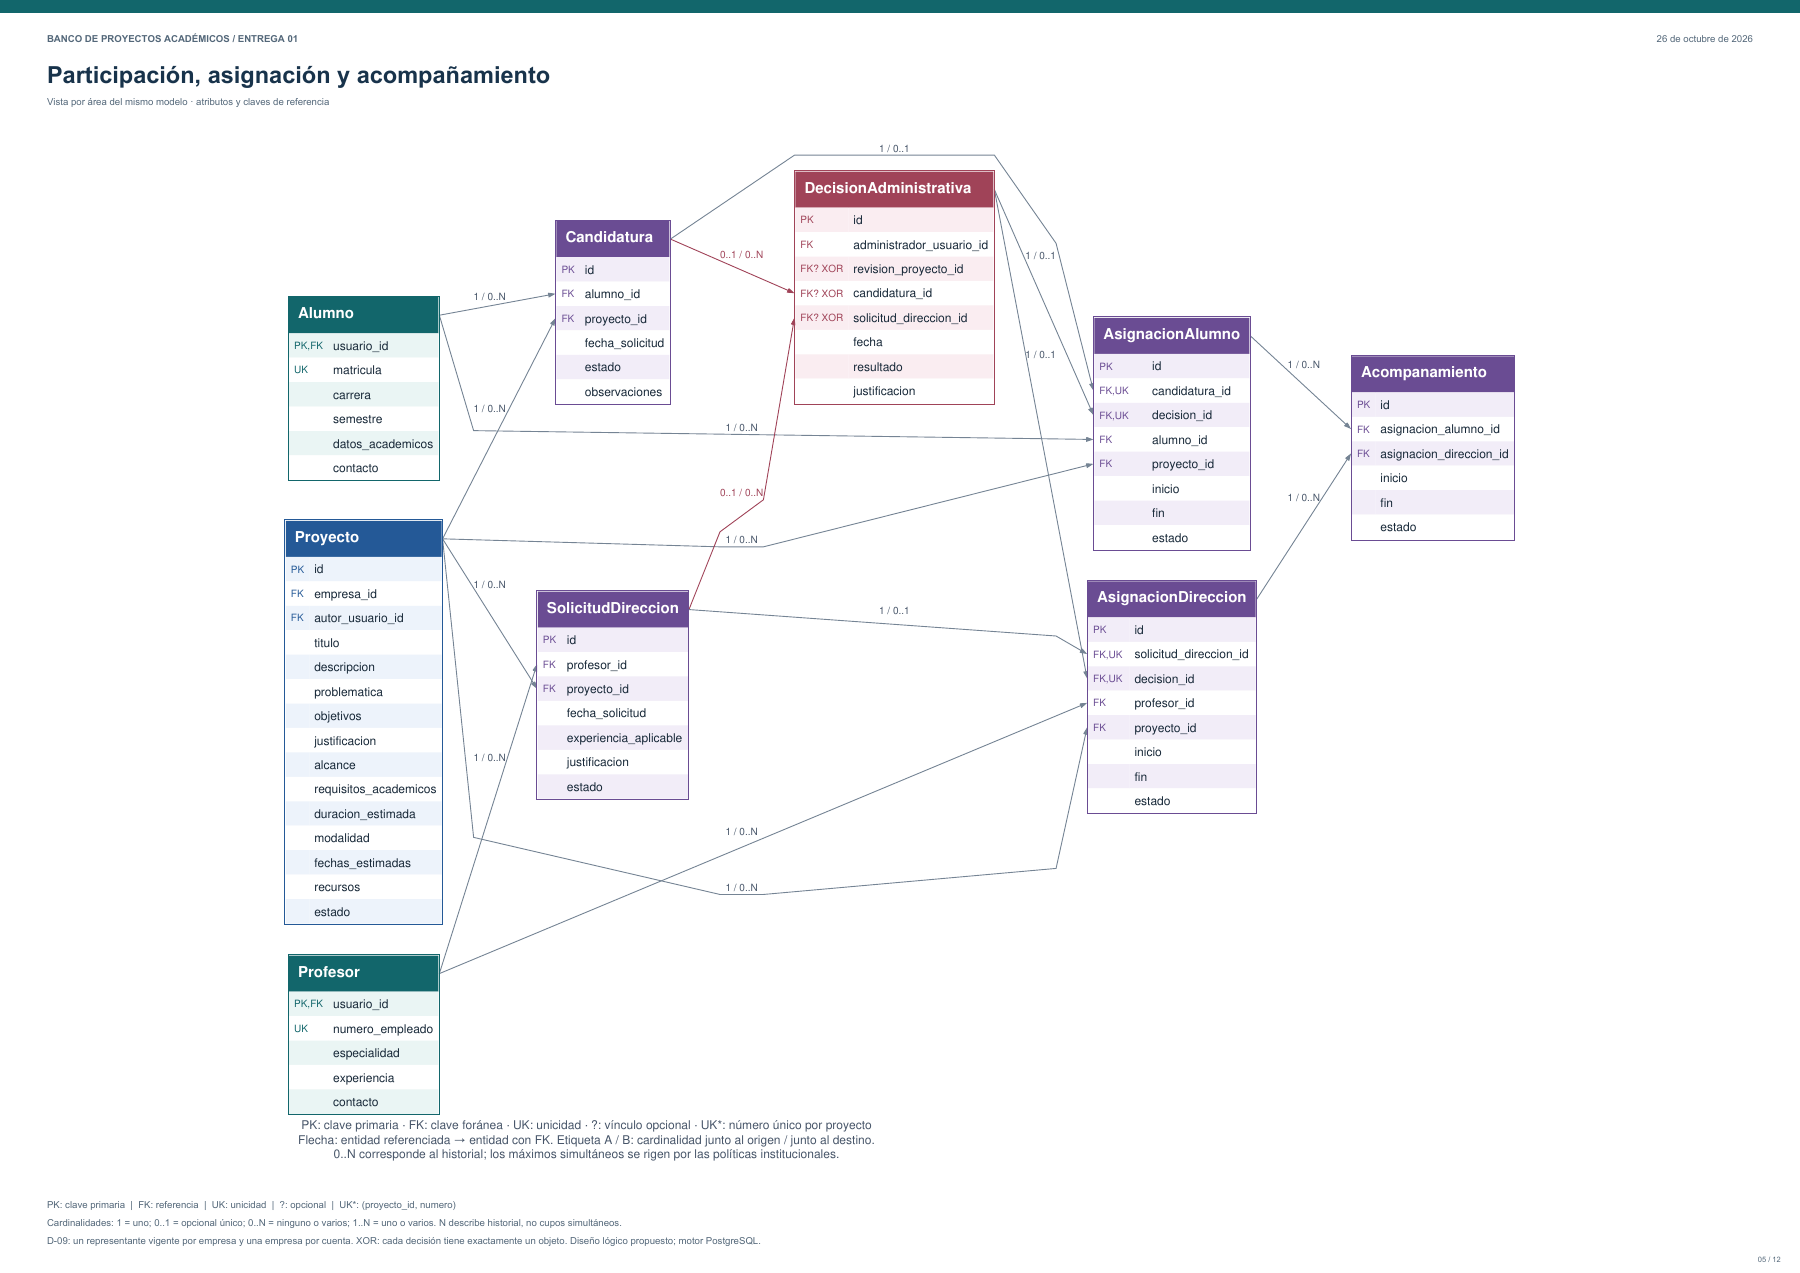 BANCO DE PROYECTOS ACADÉMICOS / ENTREGA 01
26 de octubre de 2026
Participación, asignación y acompañamiento
Vista por área del mismo modelo · atributos y claves de referencia
1 / 0..1
DecisionAdministrativa
PK id
FK administrador_usuario_id
FK? XOR revision_proyecto_id
FK? XOR candidatura_id
FK? XOR solicitud_direccion_id
fecha
resultado
justificacion
Candidatura
PK id
FK alumno_id
FK proyecto_id
fecha_solicitud
estado
observaciones
0..1 / 0..N
1 / 0..1
1 / 0..N
Alumno
PK,FK usuario_id
UK matricula
carrera
semestre
datos_academicos
contacto
1 / 0..1
AsignacionAlumno
PK id
FK,UK candidatura_id
FK,UK decision_id
FK alumno_id
FK proyecto_id
inicio
fin
estado
1 / 0..N
Acompanamiento
PK id
FK asignacion_alumno_id
FK asignacion_direccion_id
inicio
fin
estado
1 / 0..N
1 / 0..N
0..1 / 0..N
1 / 0..N
1 / 0..N
Proyecto
PK id
FK empresa_id
FK autor_usuario_id
titulo
descripcion
problematica
objetivos
justificacion
alcance
requisitos_academicos
duracion_estimada
modalidad
fechas_estimadas
recursos
estado
1 / 0..N
SolicitudDireccion
PK id
FK profesor_id
FK proyecto_id
fecha_solicitud
experiencia_aplicable
justificacion
estado
1 / 0..1
AsignacionDireccion
PK id
FK,UK solicitud_direccion_id
FK,UK decision_id
FK profesor_id
FK proyecto_id
inicio
fin
estado
1 / 0..N
1 / 0..N
1 / 0..N
Profesor
PK,FK usuario_id
UK numero_empleado
especialidad
experiencia
contacto
PK: clave primaria · FK: clave foránea · UK: unicidad · ?: vínculo opcional · UK*: número único por proyecto
Flecha: entidad referenciada → entidad con FK. Etiqueta A / B: cardinalidad junto al origen / junto al destino.
0..N corresponde al historial; los máximos simultáneos se rigen por las políticas institucionales.
PK: clave primaria | FK: referencia | UK: unicidad | ?: opcional | UK*: (proyecto_id, numero)
Cardinalidades: 1 = uno; 0..1 = opcional único; 0..N = ninguno o varios; 1..N = uno o varios. N describe historial, no cupos simultáneos.
D-09: un representante vigente por empresa y una empresa por cuenta. XOR: cada decisión tiene exactamente un objeto. Diseño lógico propuesto; motor PostgreSQL.
05 / 12